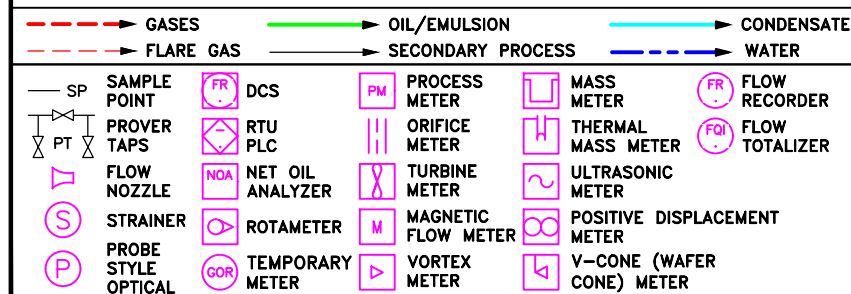 GASES
OIL/EMULSION
CONDENSATE
FLARE GAS
SECONDARY PROCESS
WATER
SP
SAMPLE
POINT
FR
DCS
PM
PROCESS
METER
MASS
METER
FR
FLOW
RECORDER
PT
PROVER
TAPS
RTU
PLC
ORIFICE
METER
THERMAL
MASS METER
FQI
FLOW
TOTALIZER
FLOW
NOZZLE
NOA
NET OIL
ANALYZER
TURBINE
METER
ULTRASONIC
METER
S
STRAINER
ROTAMETER
M
MAGNETIC
FLOW METER
POSITIVE DISPLACEMENT
METER
P
PROBE
STYLE
OPTICAL
GOR
TEMPORARY
METER
VORTEX
METER
V-CONE (WAFER
CONE) METER